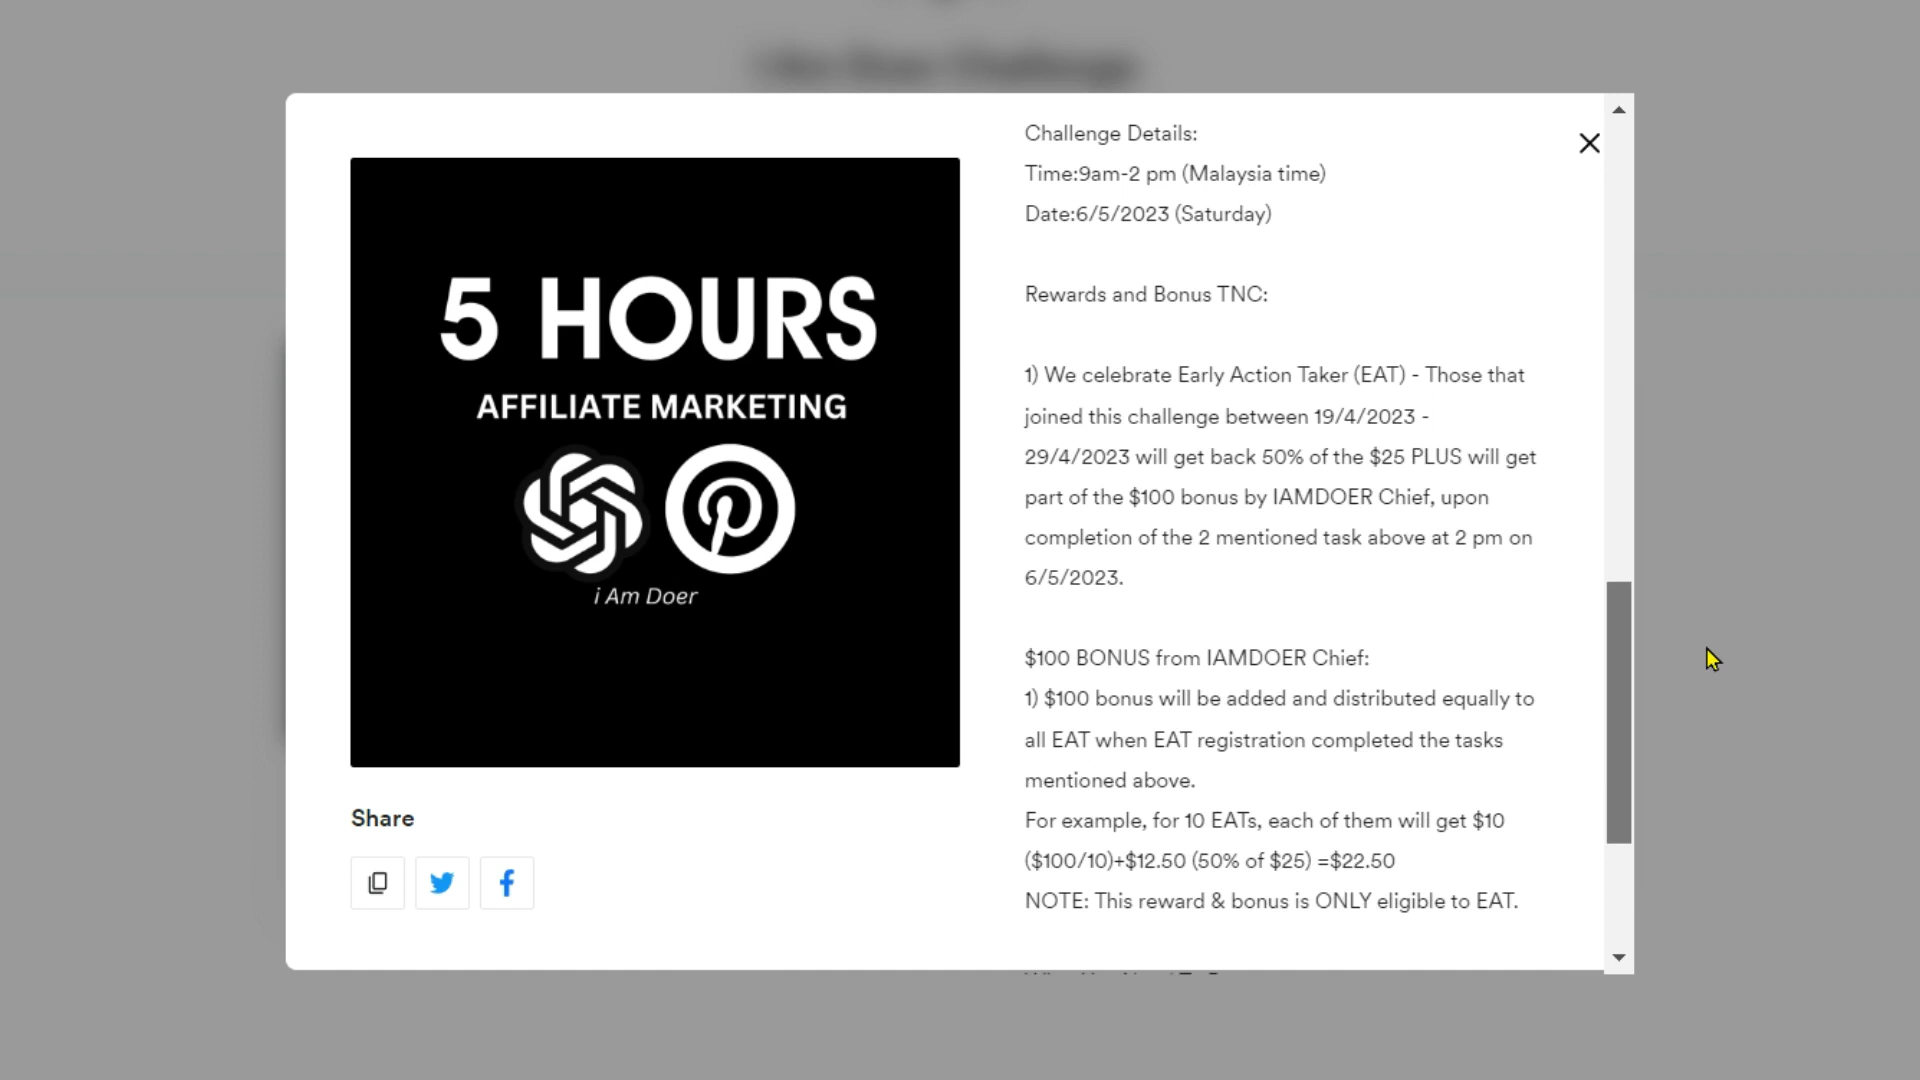 5 HOURS
AFFILIATE MARKETING
i Am Doer
Share
Challenge Details:
Time:9am-2 pm (Malaysia time)
Date:6/5/2023 (Saturday)
Rewards and Bonus TNC:
1) We celebrate Early Action Taker (EAT) - Those that
joined this challenge between 19/4/2023 -
29/4/2023 will get back 50% of the $25 PLUS will get
part of the $100 bonus by IAMDOER Chief, upon
completion of the 2 mentioned task above at 2 pm on
6/5/2023.
$100 BONUS from IAMDOER Chief:
1) $100 bonus will be added and distributed equally to
all EAT when EAT registration completed the tasks
mentioned above.
For example, for 10 EATs, each of them will get $10
($100/10)+$12.50 (50% of $25) =$22.50
NOTE: This reward & bonus is ONLY eligible to EAT.